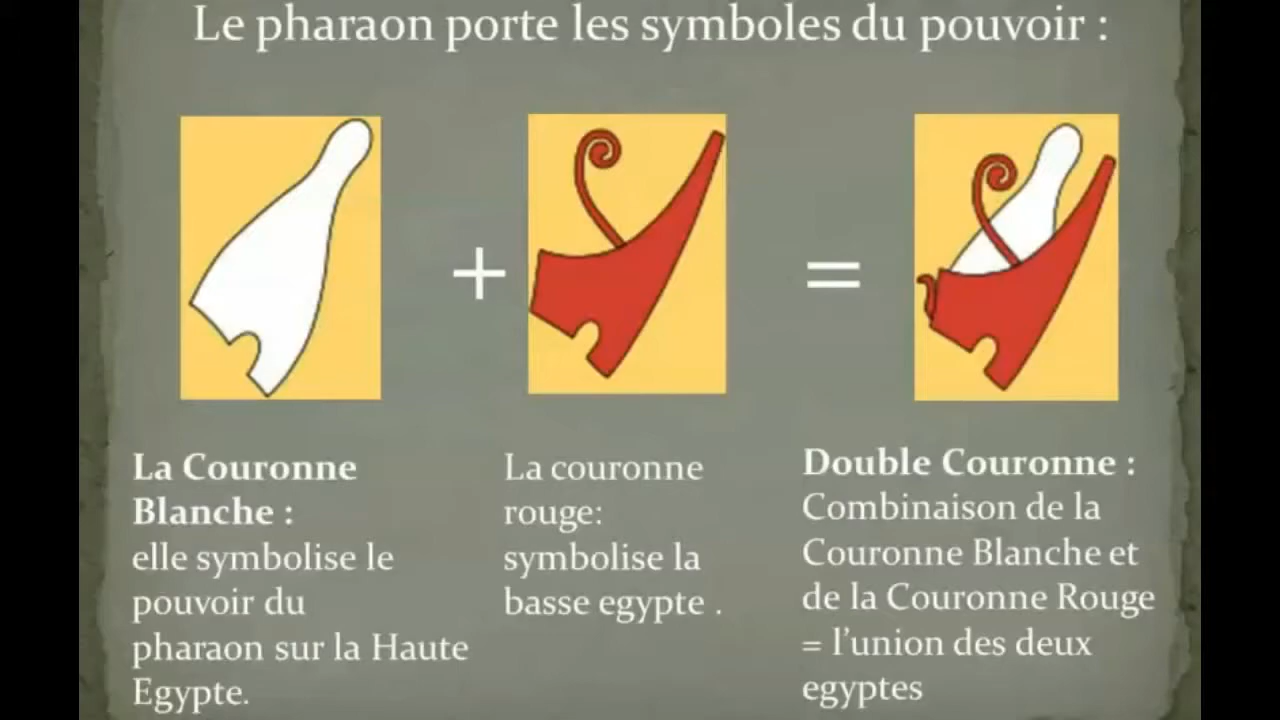 Le pharaon porte les symboles du pouvoir :
+
=
La Couronne
Blanche :
elle symbolise le
pouvoir du
pharaon sur la Haute
Egypte.
La couronne
rouge:
symbolise la
basse egypte .
Double Couronne :
Combinaison de la
Couronne Blanche et
de la Couronne Rouge
= l’union des deux
egyptes